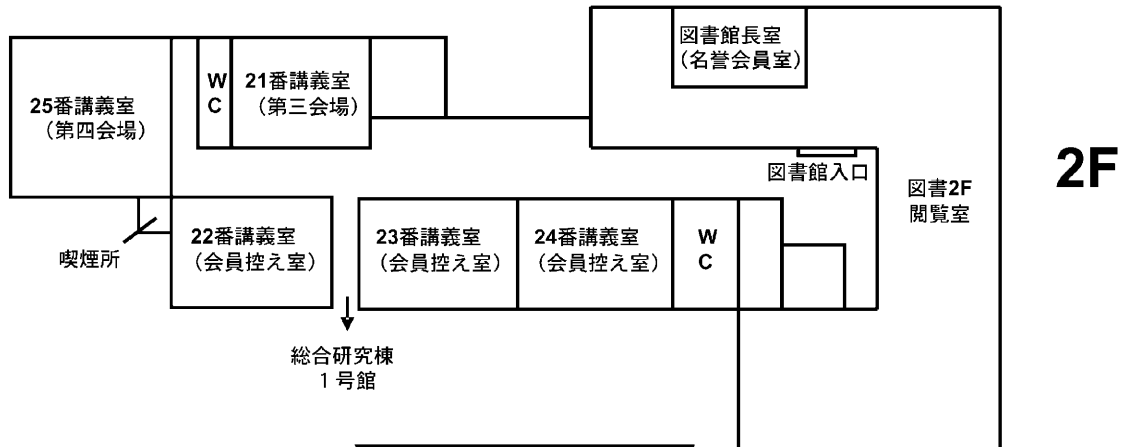 図書館長室
（名誉会員室）
WC
21番講義室
（第三会場）
25番講義室
（第四会場）
図書館入口
図書2F
閲覧室
2F
喫煙所
22番講義室
（会員控え室）
23番講義室
（会員控え室）
24番講義室
（会員控え室）
WC
総合研究棟
１号館